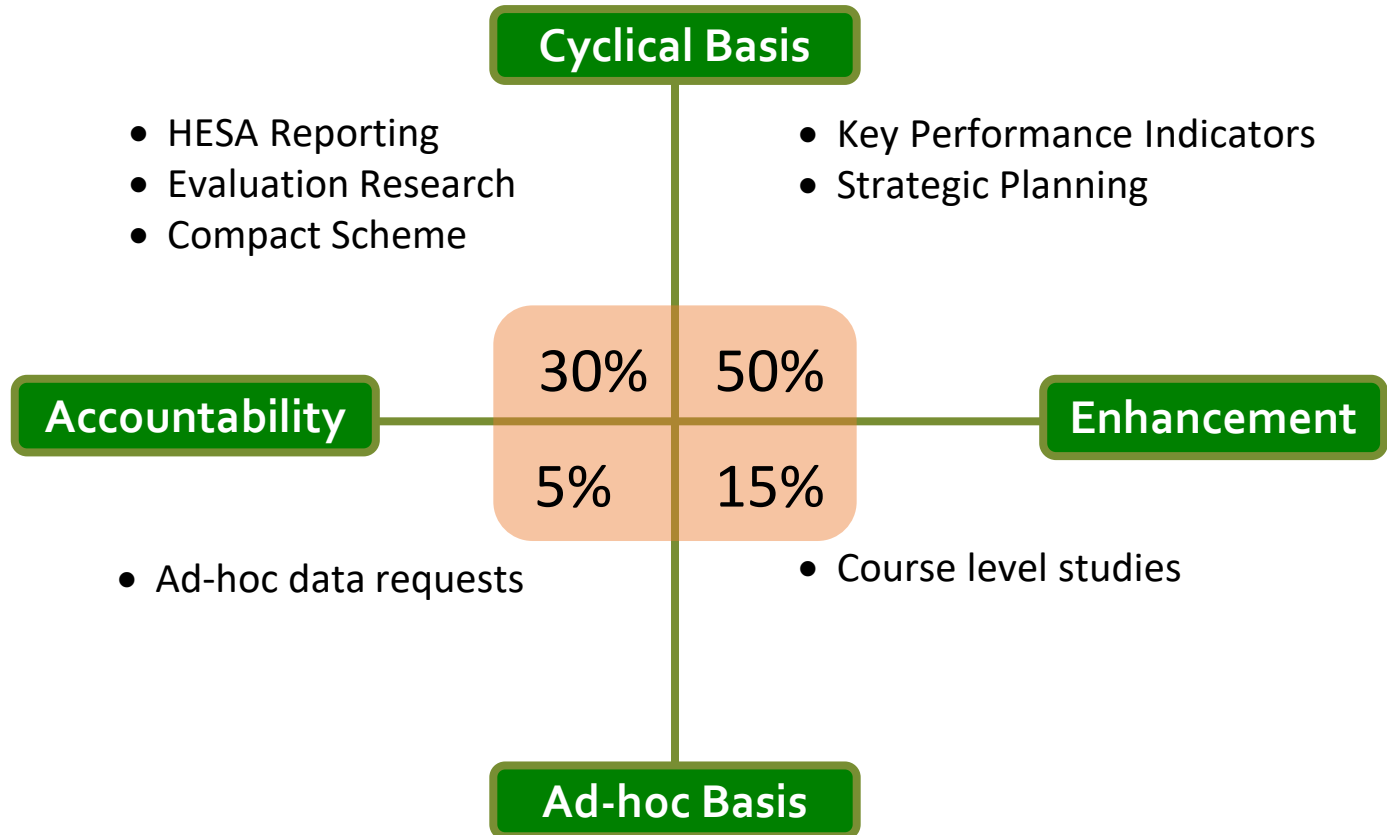 Cyclical Basis
• HESA Reporting
• Evaluation Research
• Compact Scheme
• Key Performance Indicators
• Strategic Planning
30% 50%
Accountability
Enhancement
5% 15%
• Ad-hoc data requests
• Course level studies
Ad-hoc Basis